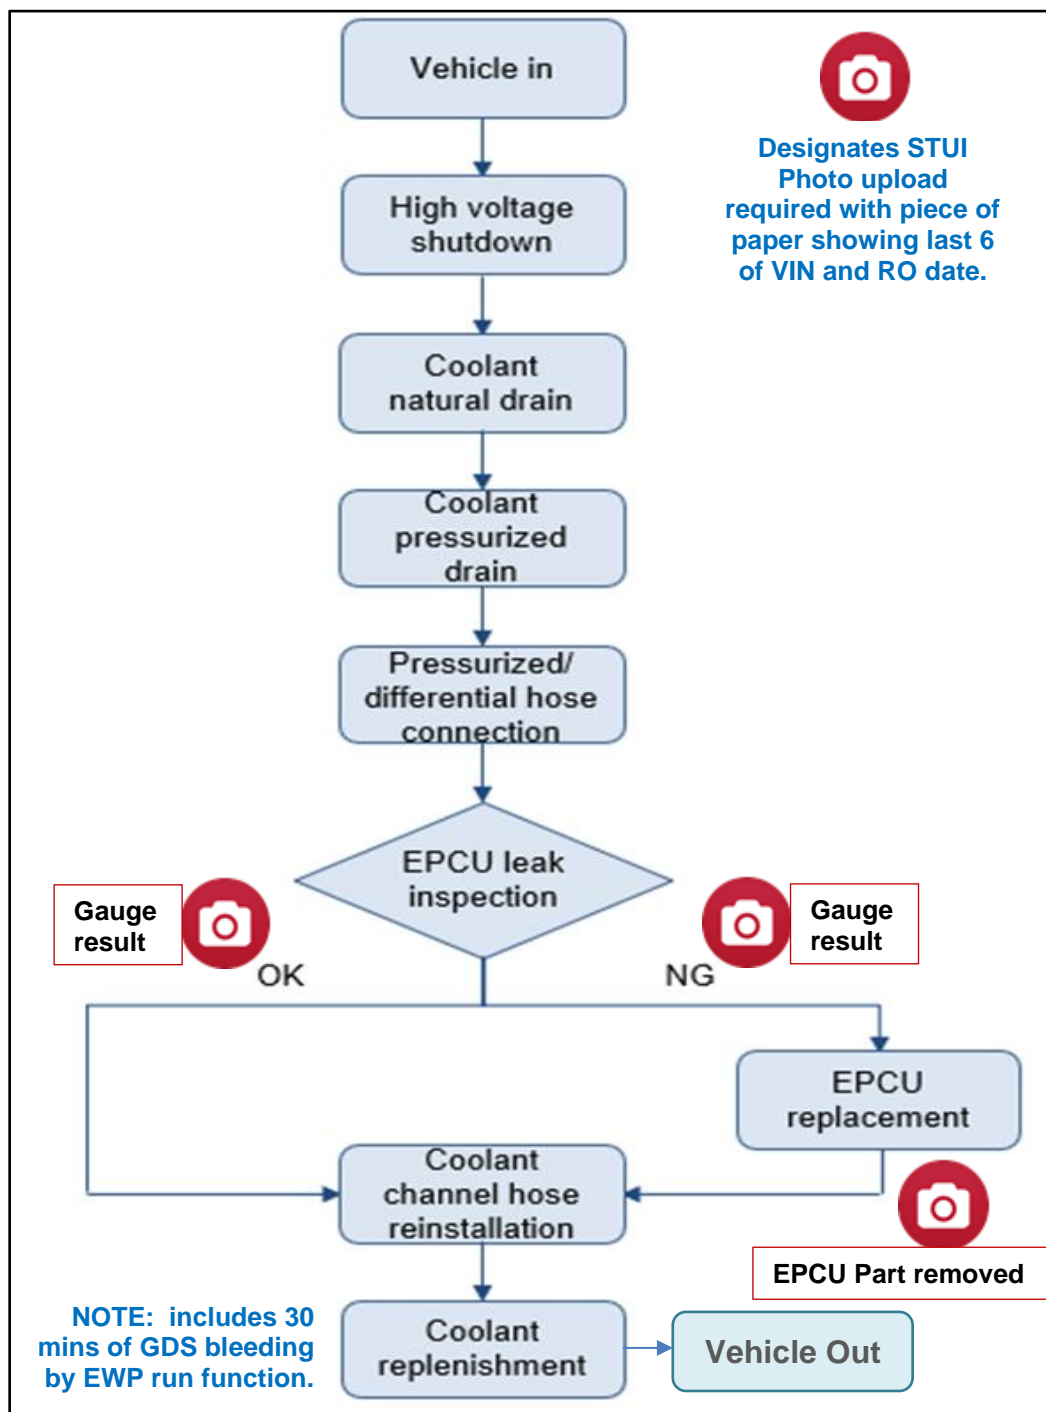 Vehicle in
Designates STUI
Photo upload
required with piece of
paper showing last 6
of VIN and RO date.
High voltage
shutdown
Coolant
natural drain
Coolant
pressurized
drain
Pressurized/
differential hose
connection
EPCU leak
inspection
Gauge
result
OK
NG
Gauge
result
EPCU
replacement
Coolant
channel hose
reinstallation
EPCU Part removed
NOTE: includes 30
mins of GDS bleeding
by EWP run function.
Coolant
replenishment
Vehicle Out